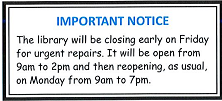 IMPORTANT NOTICE
The library will be closing early on Friday
for urgent repairs. It will be open from
9am to 2pm and then reopening, as usual,
on Monday from 9am to 7pm.